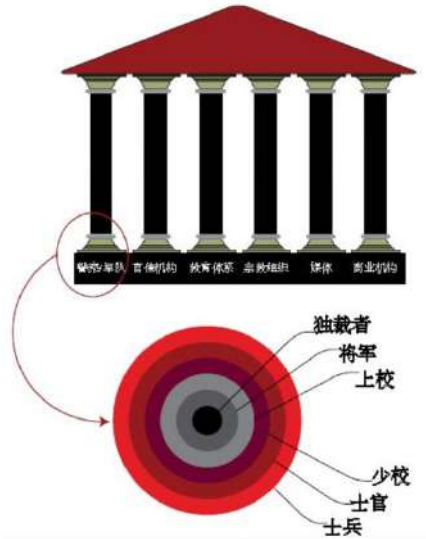 警察/军队 官僚机构 教育体系 宗教组织 媒体 商业机构
独裁者
将军
上校
少校
士官
士兵